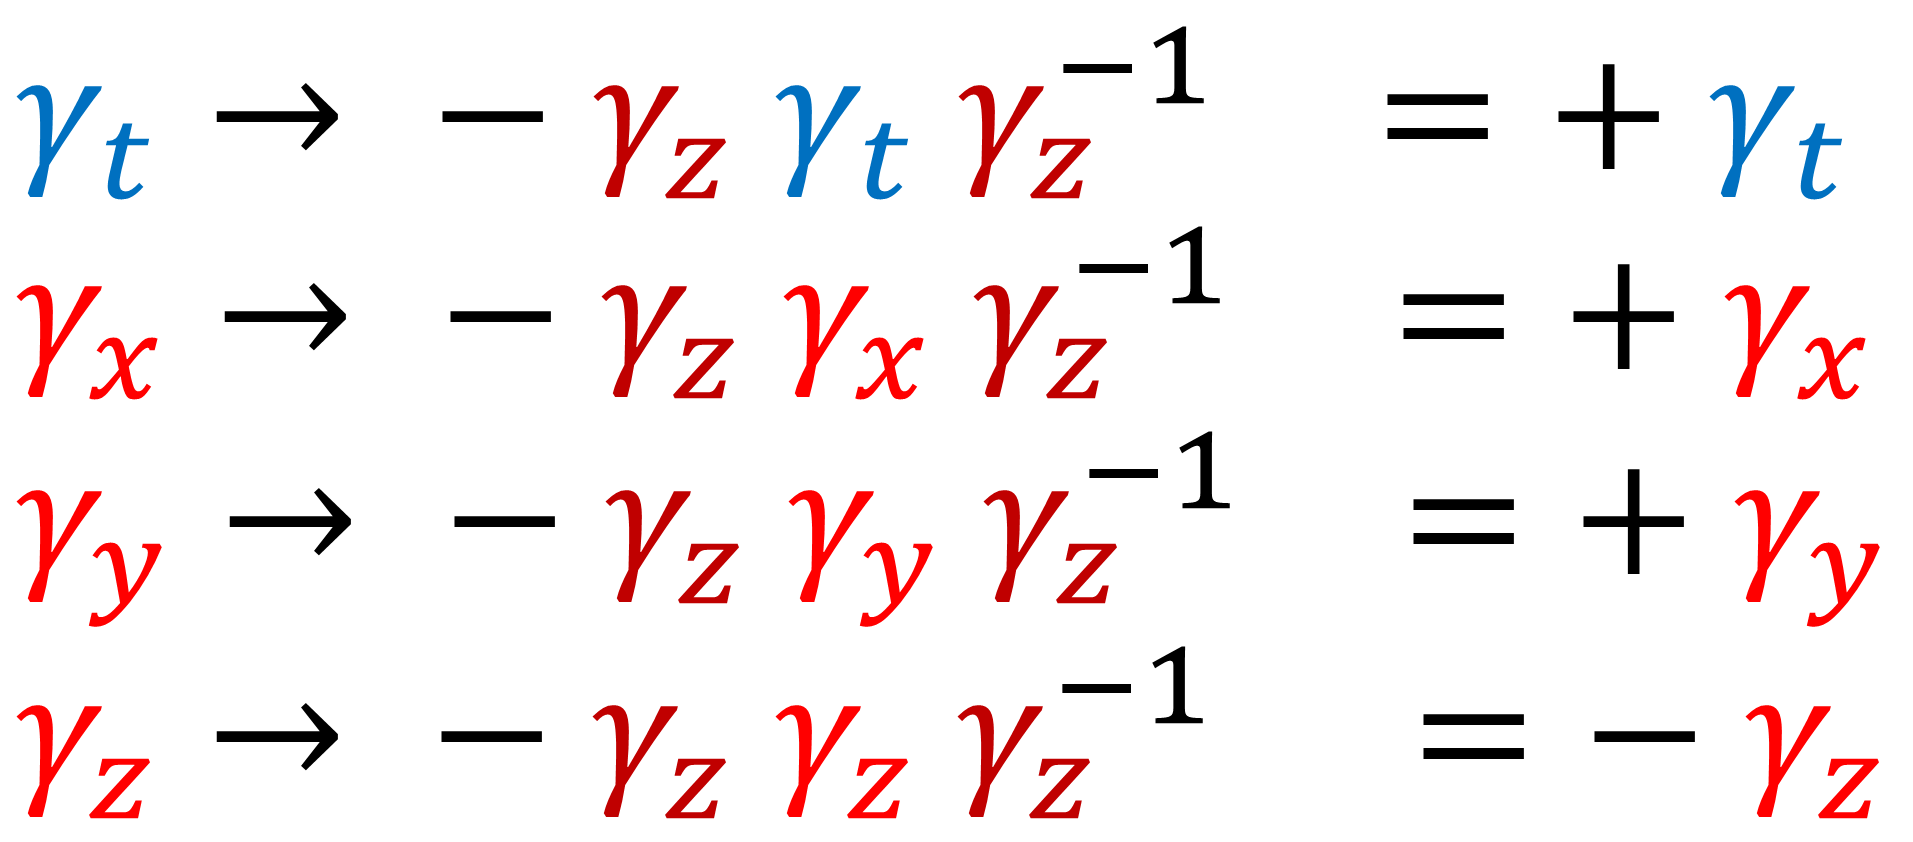 γ_t → − γ_z γ_t γ_z^−1 = + γ_t
γ_x → − γ_z γ_x γ_z^−1 = + γ_x
γ_y → − γ_z γ_y γ_z^−1 = + γ_y
γ_z → − γ_z γ_z γ_z^−1 = − γ_z